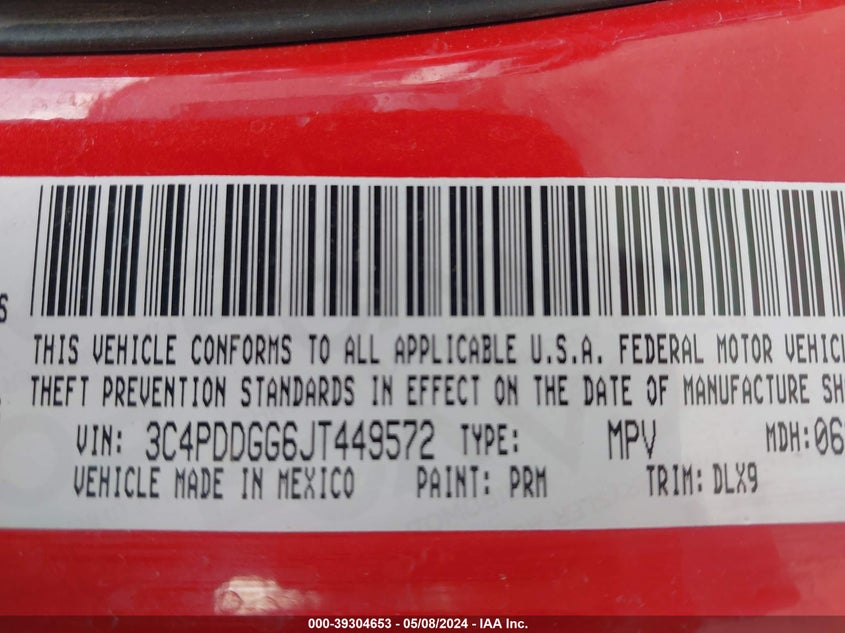 S
THIS VEHICLE CONFORMS TO ALL APPLICABLE U.S.A. FEDERAL MOTOR VEHICL
THEFT PREVENTION STANDARDS IN EFFECT ON THE DATE OF MANUFACTURE SH
VIN: 3C4PDDGG6JT449572 TYPE: MPV MDH:06
VEHICLE MADE IN MEXICO PAINT: PRM TRIM: DLX9
000-39304653 - 05/08/2024 - IAA Inc.